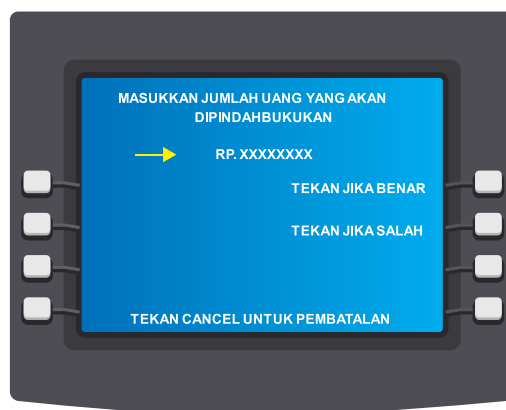 MASUKKAN JUMLAH UANG YANG AKAN
DIPINDAHBUKUKAN
RP. XXXXXXXX
TEKAN JIKA BENAR
TEKAN JIKA SALAH
TEKAN CANCEL UNTUK PEMBATALAN